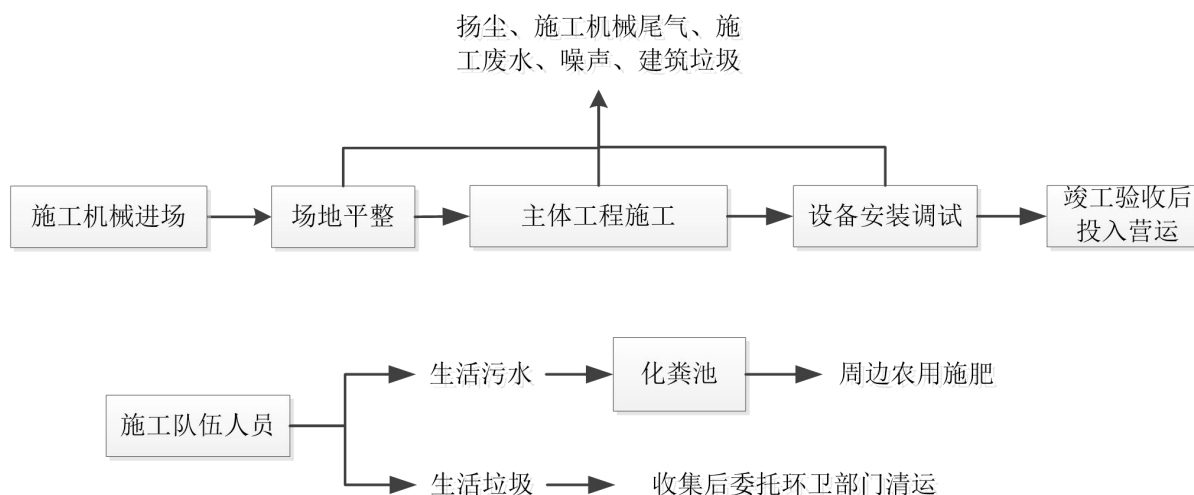 扬尘、施工机械尾气、施
工废水、噪声、建筑垃圾
施工机械进场
场地平整
主体工程施工
设备安装调试
竣工验收后
投入营运
生活污水
化粪池
周边农用施肥
施工队伍人员
生活垃圾
收集后委托环卫部门清运